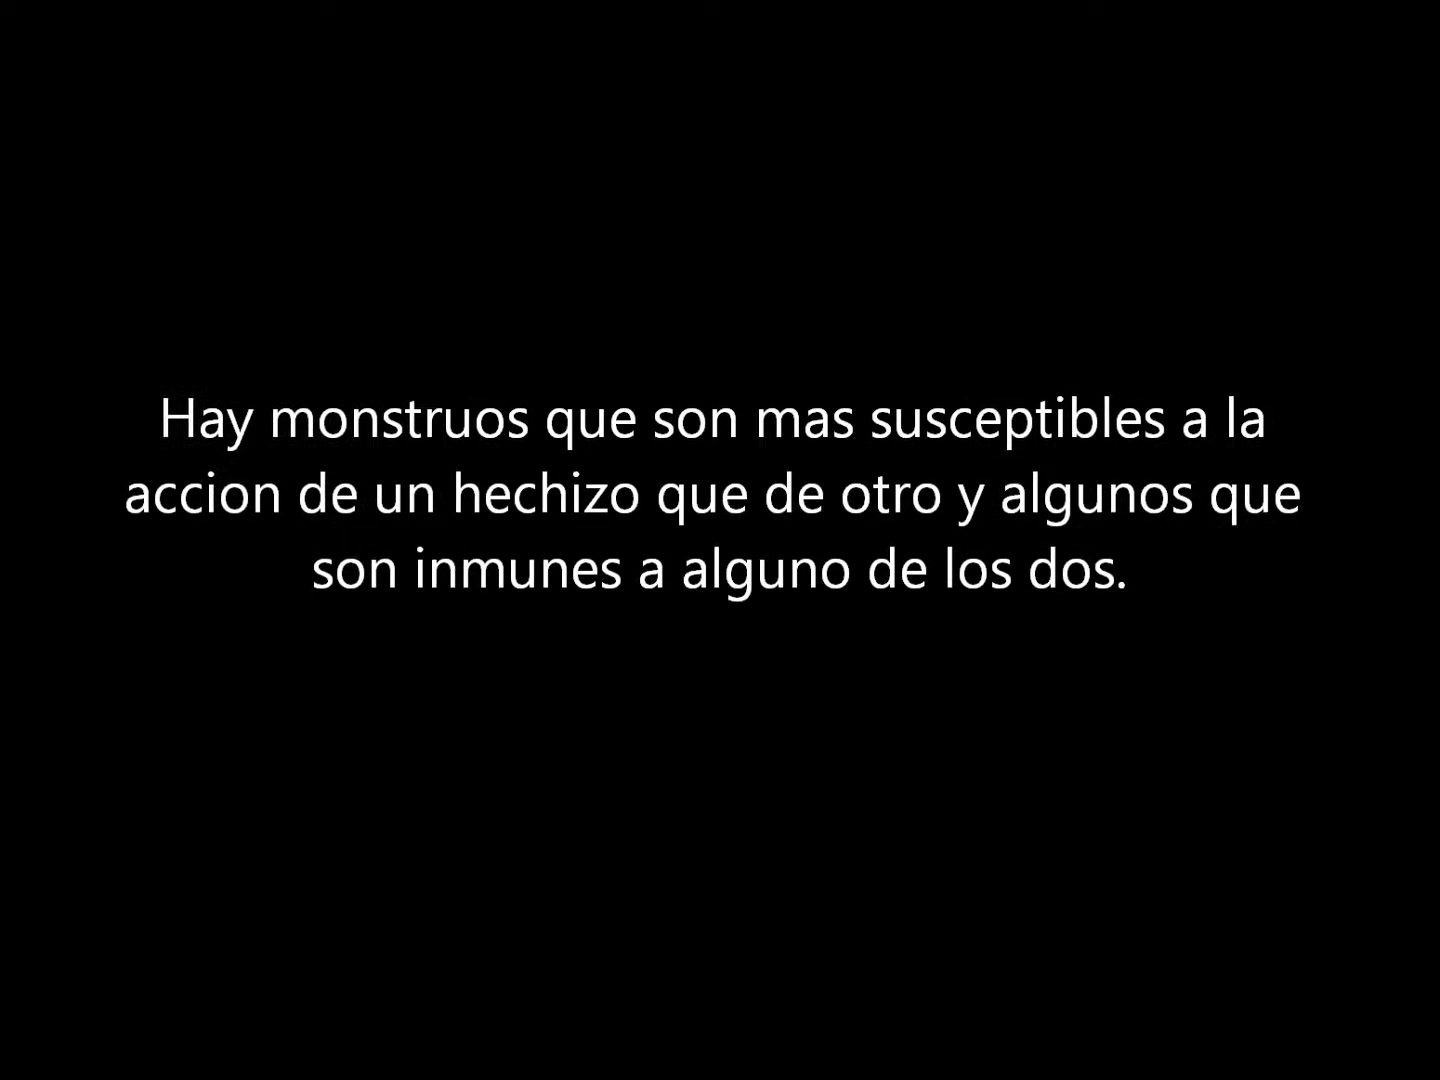 Hay monstruos que son mas susceptibles a la
accion de un hechizo que de otro y algunos que
son inmunes a alguno de los dos.